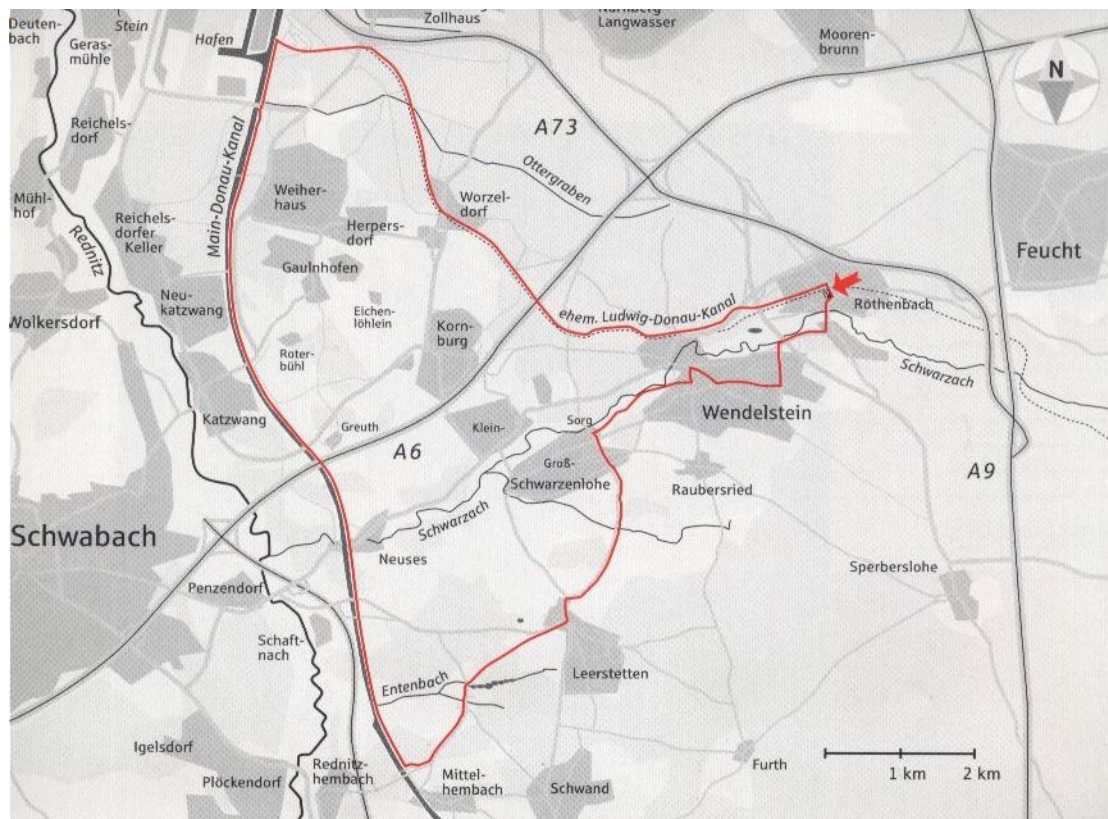 Deuten-
bach
Stein
Zollhaus
Nürnberg
Langwasser
Hafen
Geras-
mühle
Mooren-
brunn
N
Reichels-
dorf
A73
Main-Donau-Kanal
Ottergraben
Mühl-
hof
Weiher-
haus
Worzel-
dorf
Reichels-
dorfer
Keller
Herpers-
dorf
Rednitz
Feucht
Gaulnhofen
Neu-
katzwang
Röthenbach
Wolkersdorf
Eichen-
löhlein
ehem. Ludwig-Donau-Kanal
Korn-
burg
Roter-
bühl
Schwarzach
Katzwang
Greuth
Klein-
Sorg
Wendelstein
A6
Groß-
Schwarzenlohe
A9
Raubersried
Schwarzach
Schwabach
Neuses
Sperberslohe
Penzendorf
Schaft-
nach
Entenbach
Leerstetten
Igelsdorf
Plöckendorf
Rednitz-
hembach
Mittel-
hembach
Schwand
Furth
1 km
2 km